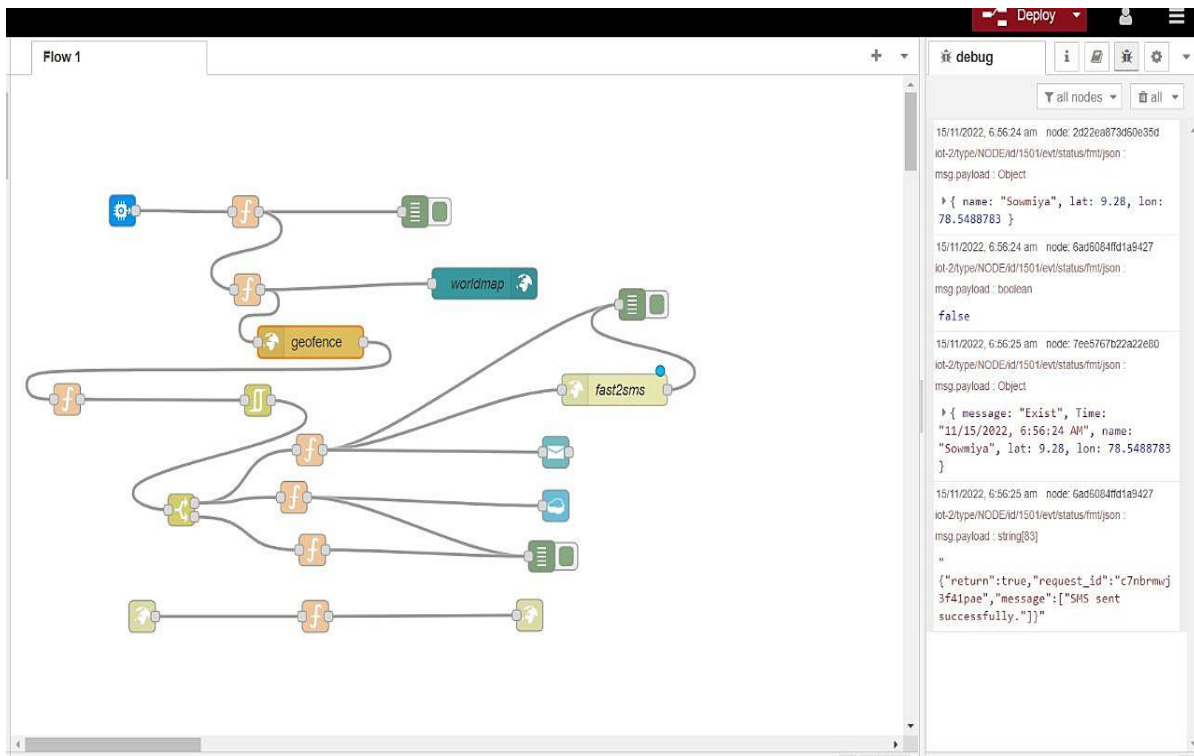 Deploy
Flow 1
debug
i
all nodes
all
worldmap
geofence
fast2sms
15/11/2022, 6:56:24 am node: 2d22ea873d60e35d
iot-2/type/NODE/id/1501/evt/status/fmt/json :
msg.payload : Object
{ name: "Sowmiya", lat: 9.28, lon:
78.5488783 }
15/11/2022, 6:56:24 am node: 6ad6084ffd1a9427
iot-2/type/NODE/id/1501/evt/status/fmt/json :
msg.payload : boolean
false
15/11/2022, 6:56:25 am node: 7ee5767b22a22e80
iot-2/type/NODE/id/1501/evt/status/fmt/json :
msg.payload : Object
{ message: "Exist", Time:
"11/15/2022, 6:56:24 AM", name:
"Sowmiya", lat: 9.28, lon: 78.5488783
}
15/11/2022, 6:56:25 am node: 6ad6084ffd1a9427
iot-2/type/NODE/id/1501/evt/status/fmt/json :
msg.payload : string[83]
"
{"return":true,"request_id":"c7nbrmwj
3f41pae","message":["SMS sent
successfully."]}"